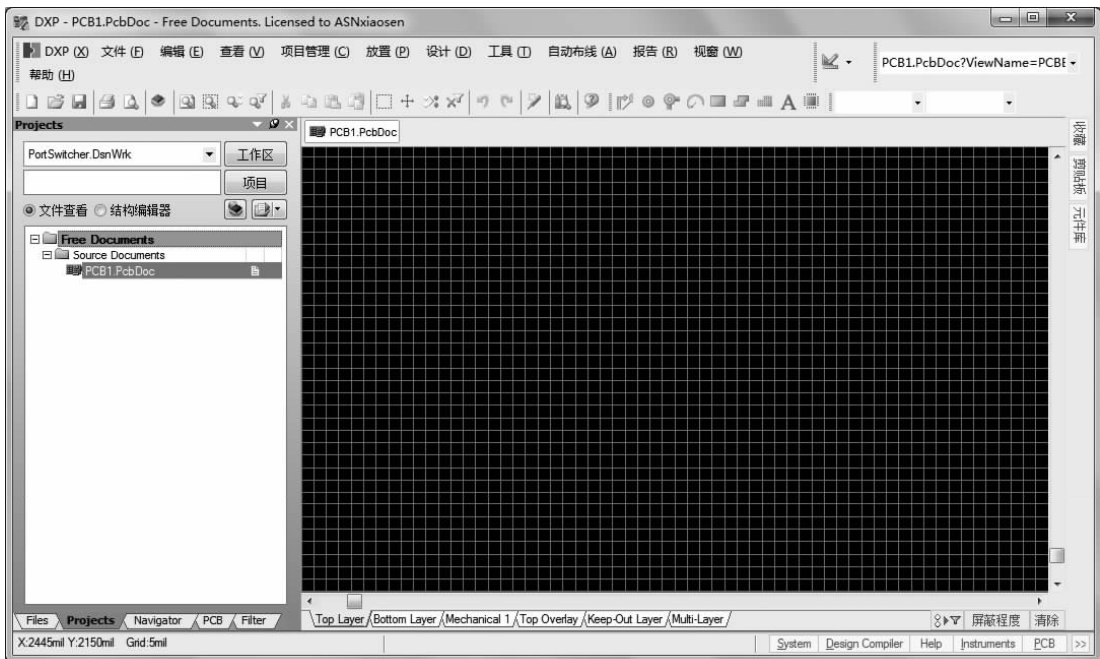 DXP - PCB1.PcbDoc - Free Documents. Licensed to ASNxiaosen
DXP (X) 文件 (F) 编辑 (E) 查看 (V) 项目管理 (C) 放置 (P) 设计 (D) 工具 (T) 自动布线 (A) 报告 (R) 视窗 (W)
帮助 (H)
PCB1.PcbDoc?ViewName=PCBE
Projects
PCB1.PcbDoc
PortSwitcher.DsnWrk 工作区
项目
文件查看 结构编辑器
Free Documents
Source Documents
PCB1.PcbDoc
收藏
剪贴板
元件库
Files Projects Navigator PCB Filter
Top Layer Bottom Layer Mechanical 1 Top Overlay Keep-Out Layer Multi-Layer
屏蔽程度 清除
X:2445mil Y:2150mil Grid:5mil
System Design Compiler Help Instruments PCB >>